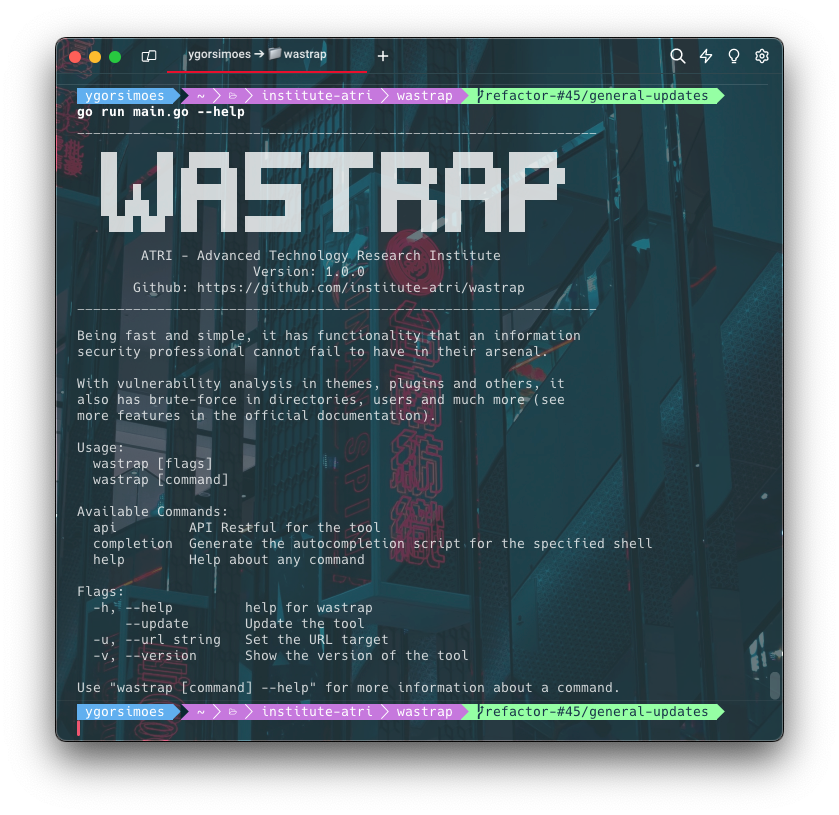 ygorsimoes → wastrap
ygorsimoes ~ institute-atri wastrap refactor-#45/general-updates
go run main.go --help
WASTRAP
ATRI - Advanced Technology Research Institute
Version: 1.0.0
Github: https://github.com/institute-atri/wastrap
Being fast and simple, it has functionality that an information
security professional cannot fail to have in their arsenal.
With vulnerability analysis in themes, plugins and others, it
also has brute-force in directories, users and much more (see
more features in the official documentation).
Usage:
wastrap [flags]
wastrap [command]
Available Commands:
api API Restful for the tool
completion Generate the autocompletion script for the specified shell
help Help about any command
Flags:
-h, --help help for wastrap
--update Update the tool
-u, --url string Set the URL target
-v, --version Show the version of the tool
Use "wastrap [command] --help" for more information about a command.
ygorsimoes ~ institute-atri wastrap refactor-#45/general-updates